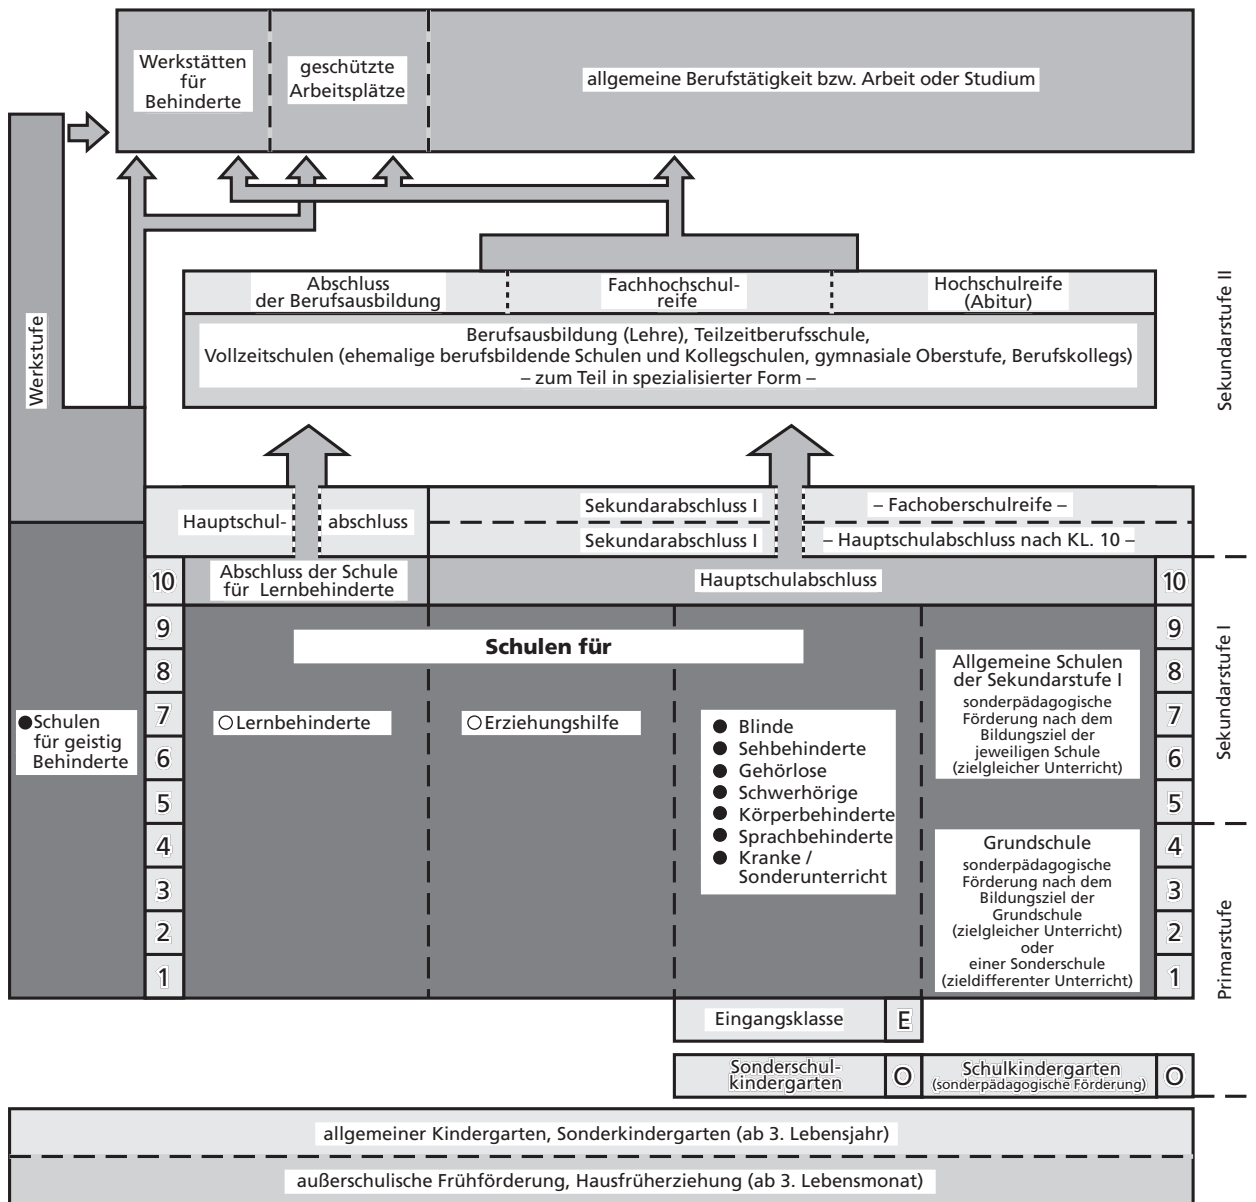 Werkstätten
für
Behinderte
geschützte
Arbeitsplätze
allgemeine Berufstätigkeit bzw. Arbeit oder Studium
Werkstufe
Abschluss
der Berufsausbildung
Fachhochschul-
reife
Hochschulreife
(Abitur)
Berufsausbildung (Lehre), Teilzeitberufsschule,
Vollzeitschulen (ehemalige berufsbildende Schulen und Kollegschulen, gymnasiale Oberstufe, Berufskollegs)
– zum Teil in spezialisierter Form –
Sekundarstufe II
Hauptschul- abschluss
Sekundarabschluss I – Fachoberschulreife –
Sekundarabschluss I – Hauptschulabschluss nach KL. 10 –
10
Abschluss der Schule
für Lernbehinderte
Hauptschulabschluss
10
9
8
7
6
5
4
3
2
1
Schulen für
● Schulen
für geistig
Behinderte
○ Lernbehinderte
○ Erziehungshilfe
● Blinde
● Sehbehinderte
● Gehörlose
● Schwerhörige
● Körperbehinderte
● Sprachbehinderte
● Kranke /
Sonderunterricht
Allgemeine Schulen
der Sekundarstufe I
sonderpädagogische
Förderung nach dem
Bildungsziel der
jeweiligen Schule
(zielgleicher Unterricht)
Grundschule
sonderpädagogische
Förderung nach dem
Bildungsziel der
Grundschule
(zielgleicher Unterricht)
oder
einer Sonderschule
(zieldifferenter Unterricht)
9
8
7
6
5
4
3
2
1
Sekundarstufe I
Primarstufe
Eingangsklasse E
Sonderschul-
kindergarten
O
Schulkindergarten
(sonderpädagogische Förderung)
O
allgemeiner Kindergarten, Sonderkindergarten (ab 3. Lebensjahr)
außerschulische Frühförderung, Hausfrüherziehung (ab 3. Lebensmonat)